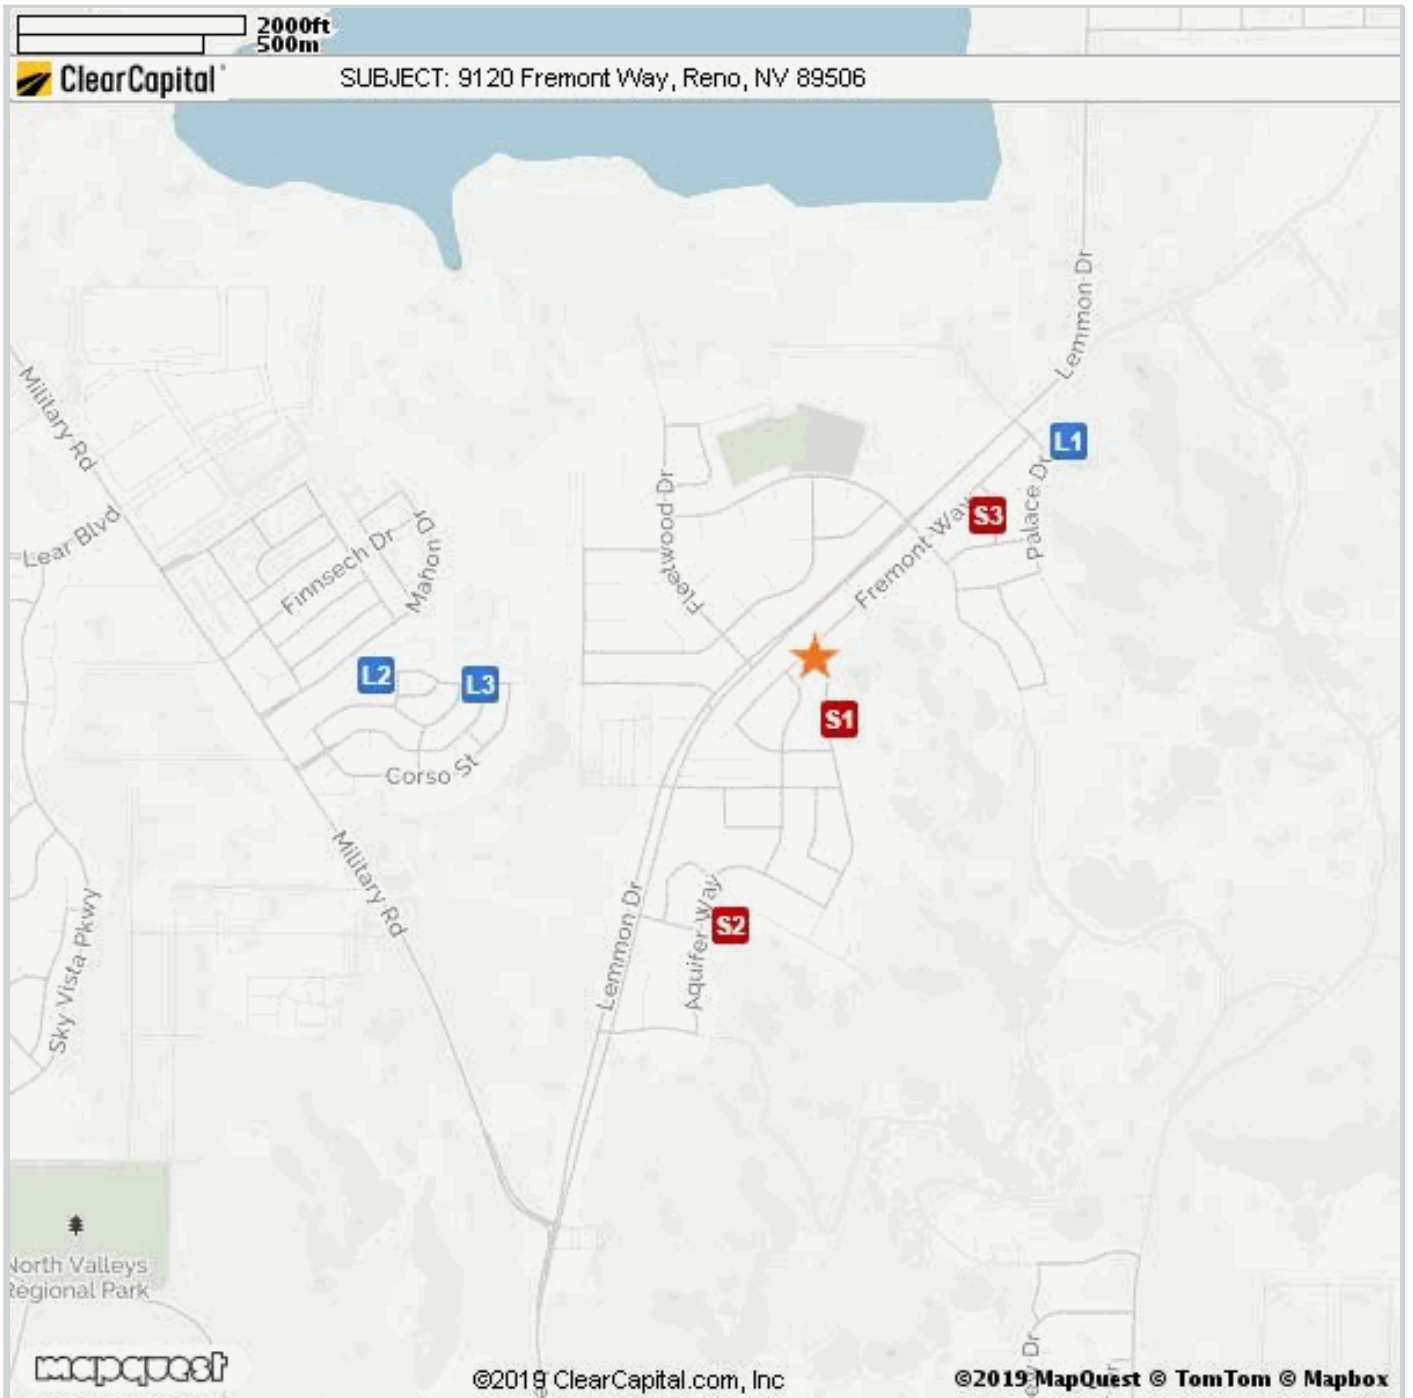 2000ft
500m
ClearCapital
SUBJECT: 9120 Fremont Way, Reno, NV 89506
Lemmon Dr
Military Rd
L1
Palace Dr
Fleetwood Dr
S3
Lear Blvd
Mahon Dr
Finnsech Dr
Fremont Way
L2
L3
S1
Corso St
Military Rd
Lemmon Dr
Aquifer Way
S2
Sky Vista Pkwy
North Valleys
Regional Park
mapquest
©2019 ClearCapital.com, Inc
©2019 MapQuest © TomTom © Mapbox